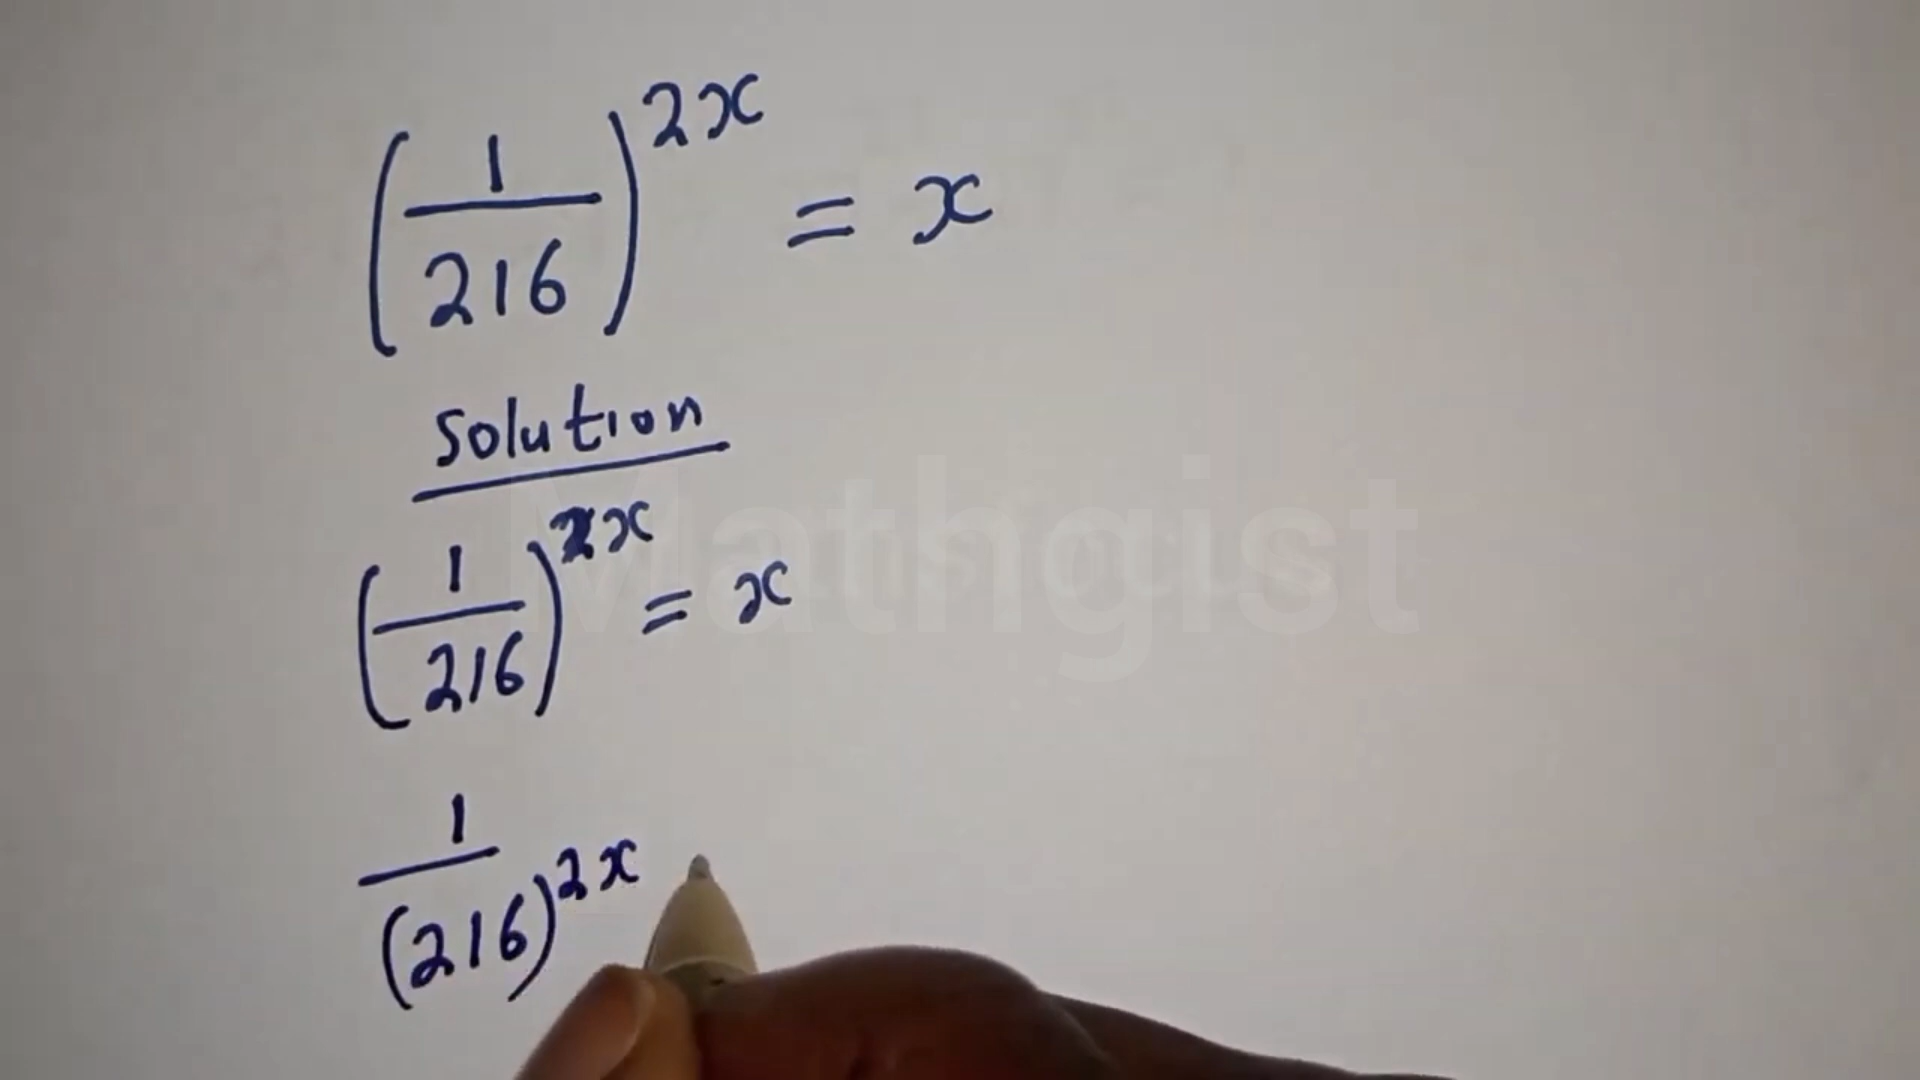 (1/216)^2x = x
Solution
(1/216)^2x = x
1/(216)^2x
Mathgist